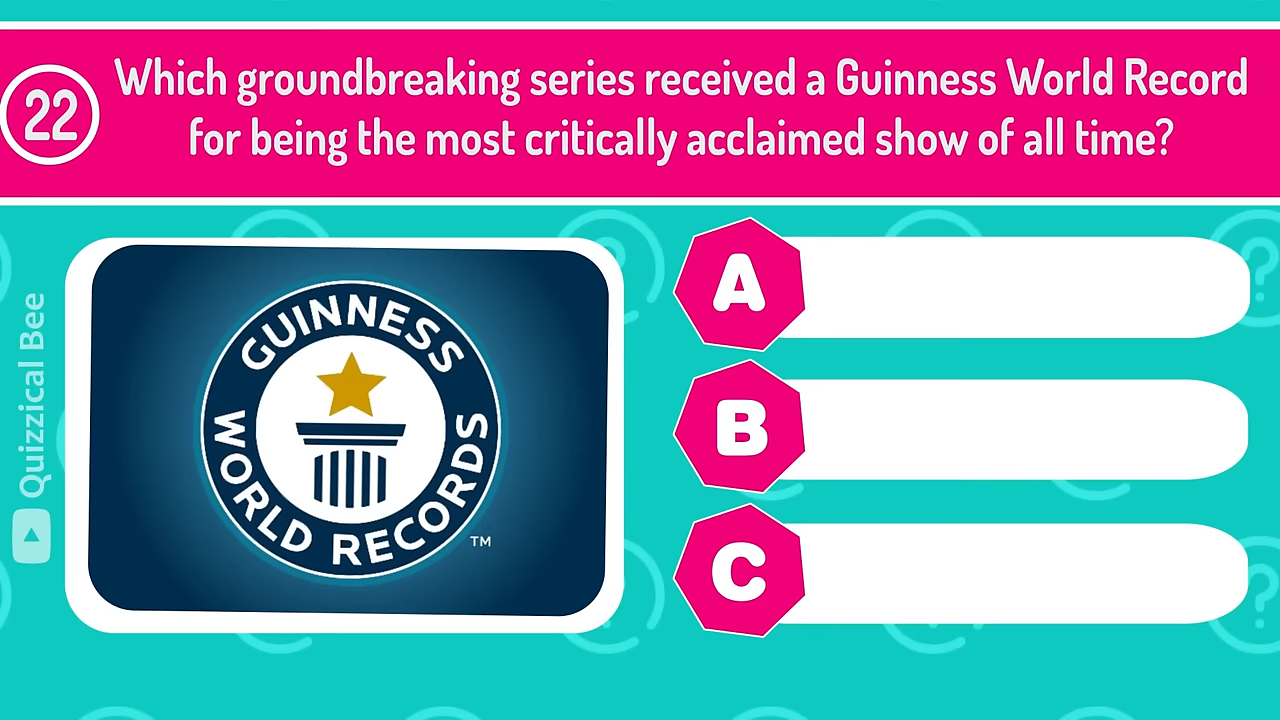 22
Which groundbreaking series received a Guinness World Record
for being the most critically acclaimed show of all time?
Quizzical Bee
GUINNESS
WORLD RECORDS
TM
A
B
C